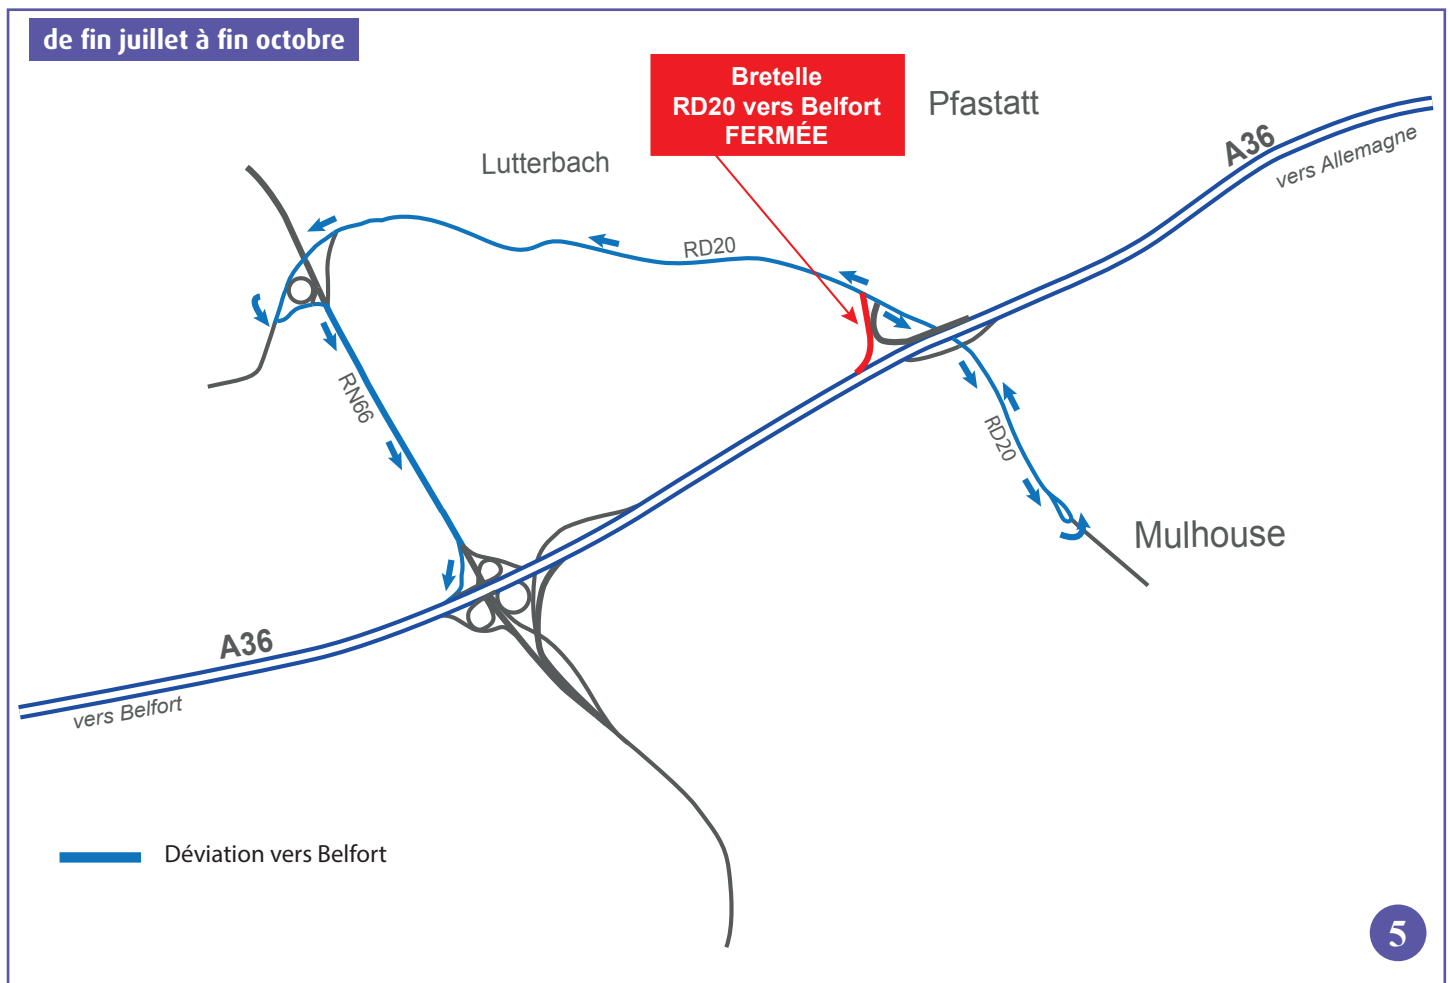 de fin juillet à fin octobre
Bretelle
RD20 vers Belfort
FERMÉE
Pfastatt
A36
vers Allemagne
Lutterbach
RD20
RN66
RD20
Mulhouse
A36
vers Belfort
Déviation vers Belfort
5